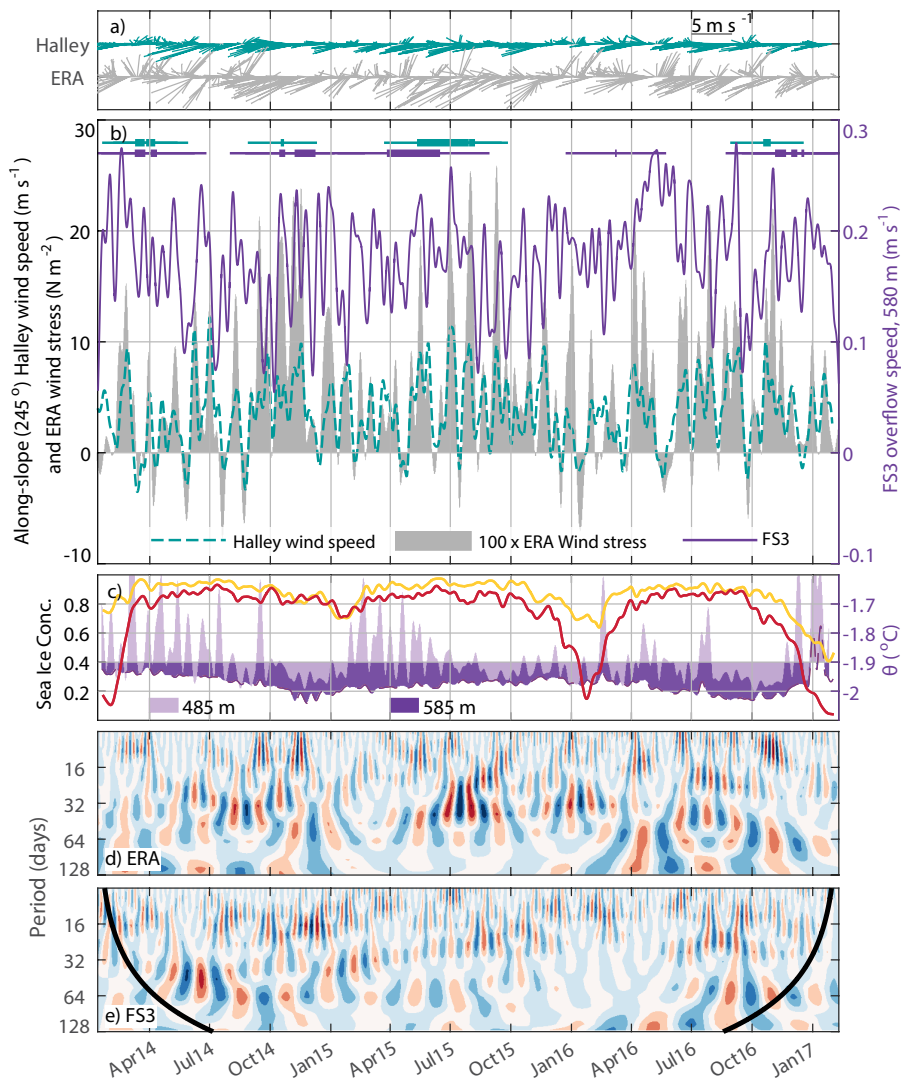 a)
5 m s ⁻¹
Halley
ERA
b)
30
20
10
0
-10
Along-slope (245°) Halley wind speed (m s⁻¹)
and ERA wind stress (N m⁻²)
0.3
0.2
0.1
0
-0.1
FS3 overflow speed, 580 m (m s⁻¹)
Halley wind speed
100 x ERA Wind stress
FS3
c)
0.8
0.6
0.4
0.2
Sea Ice Conc.
-1.7
-1.8
-1.9
-2
θ (°C)
485 m
585 m
16
32
64
128
d) ERA
Period (days)
16
32
64
128
e) FS3
Apr14
Jul14
Oct14
Jan15
Apr15
Jul15
Oct15
Jan16
Apr16
Jul16
Oct16
Jan17